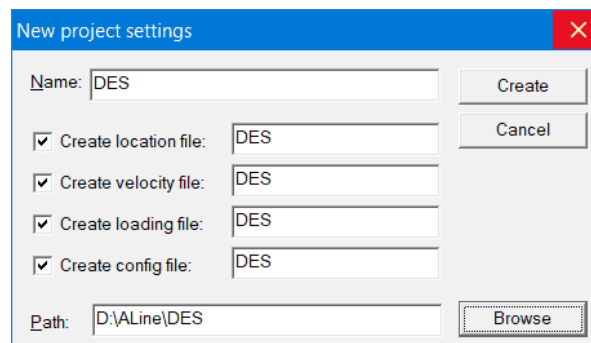 New project settings
Name: DES
Create
Cancel
Create location file: DES
Create velocity file: DES
Create loading file: DES
Create config file: DES
Path: D:\ALine\DES
Browse